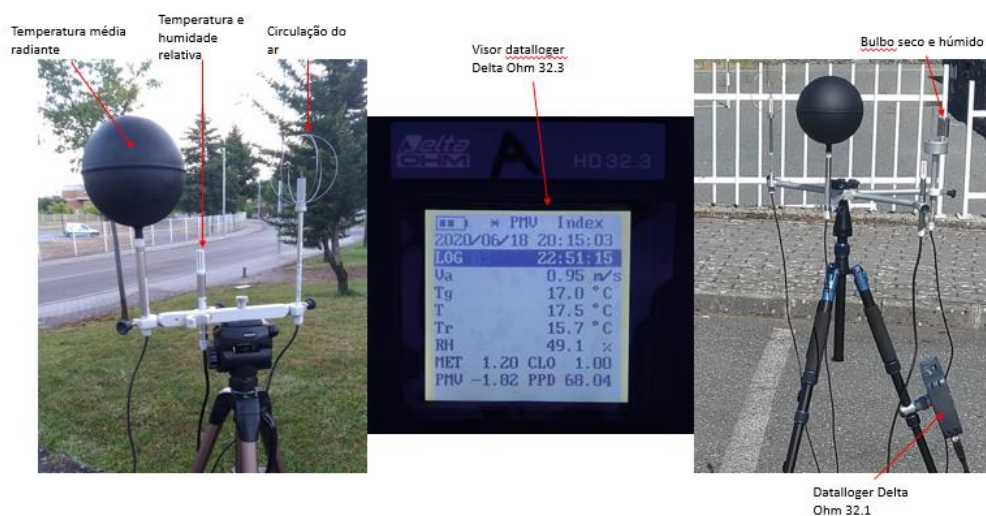 Temperatura média
radiante
Temperatura e
humidade
relativa
Circulação do
ar
Visor datalloger
Delta Ohm 32.3
Bulbo seco e húmido
Delta
OHM
A
HD32.3
* PMV Index
2020/06/18 20:15:03
LOG 22:51:15
Va 0.95 m/s
Tg 17.0 °C
T 17.5 °C
Tr 15.7 °C
RH 49.1 %
MET 1.20 CLO 1.00
PMV -1.82 PPD 68.04
Datalloger Delta
Ohm 32.1